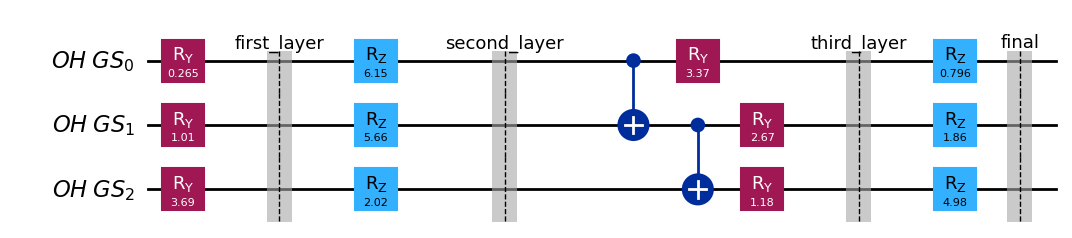 first_layer second_layer third_layer final
OH GS0 RY 0.265 RZ 6.15 RY 3.37 RZ 0.796
OH GS1 RY 1.01 RZ 5.66 RY 2.67 RZ 1.86
OH GS2 RY 3.69 RZ 2.02 RY 1.18 RZ 4.98